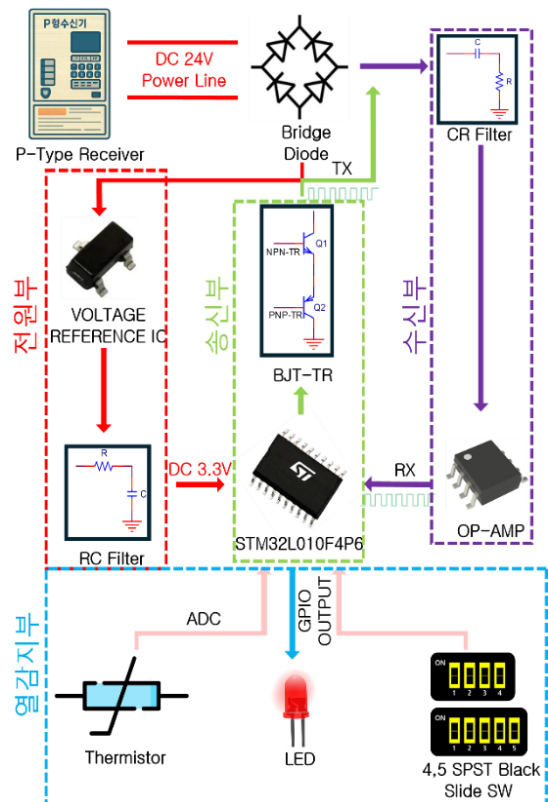 P형수신기
DC 24V
Power Line
P-Type Receiver
Bridge
Diode
C
R
CR Filter
TX
전원부
VOLTAGE
REFERENCE IC
송신부
NPN-TR
Q1
PNP-TR
Q2
BJT-TR
수신부
R
C
RC Filter
DC 3.3V
ST
STM32L010F4P6
RX
OP-AMP
열감지부
ADC
GPIO
OUTPUT
Thermistor
LED
ON
1 2 3 4
ON
1 2 3 4 5
4,5 SPST Black
Slide SW